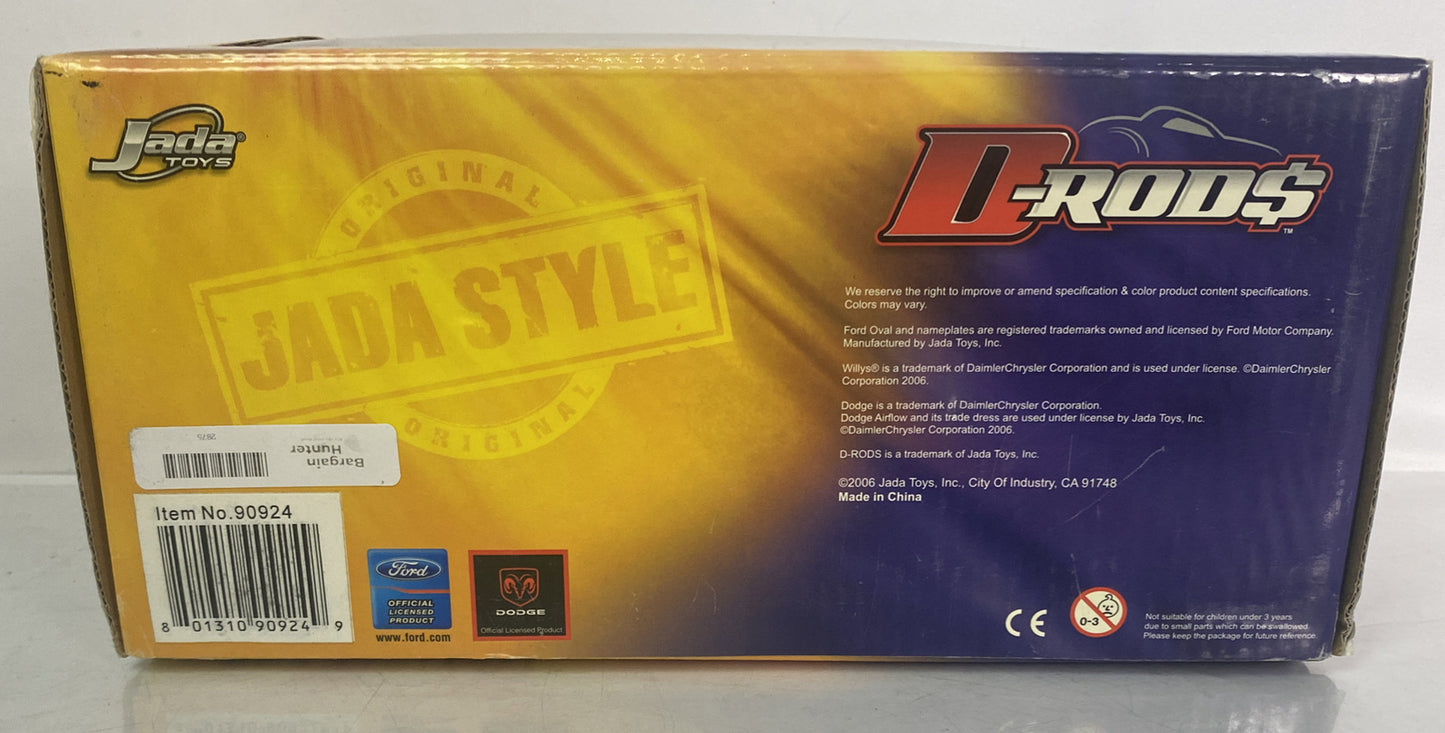 Jada®
TOYS
ORIGINAL
JADA STYLE
ORIGINAL
D-ROD$™
We reserve the right to improve or amend specification & color product content specifications.
Colors may vary.
Ford Oval and nameplates are registered trademarks owned and licensed by Ford Motor Company.
Manufactured by Jada Toys, Inc.
Willys® is a trademark of DaimlerChrysler Corporation and is used under license. ©DaimlerChrysler
Corporation 2006.
Dodge is a trademark of DaimlerChrysler Corporation.
Dodge Airflow and its trade dress are used under license by Jada Toys, Inc.
©DaimlerChrysler Corporation 2006.
D-RODS is a trademark of Jada Toys, Inc.
©2006 Jada Toys, Inc., City Of Industry, CA 91748
Made in China
Bargain
Hunter
2875
Item No.90924
8 01310 90924 9
Ford
OFFICIAL
LICENSED
PRODUCT
www.ford.com
DODGE
Official Licensed Product
CE
0-3
Not suitable for children under 3 years
due to small parts which can be swallowed.
Please keep the package for future reference.